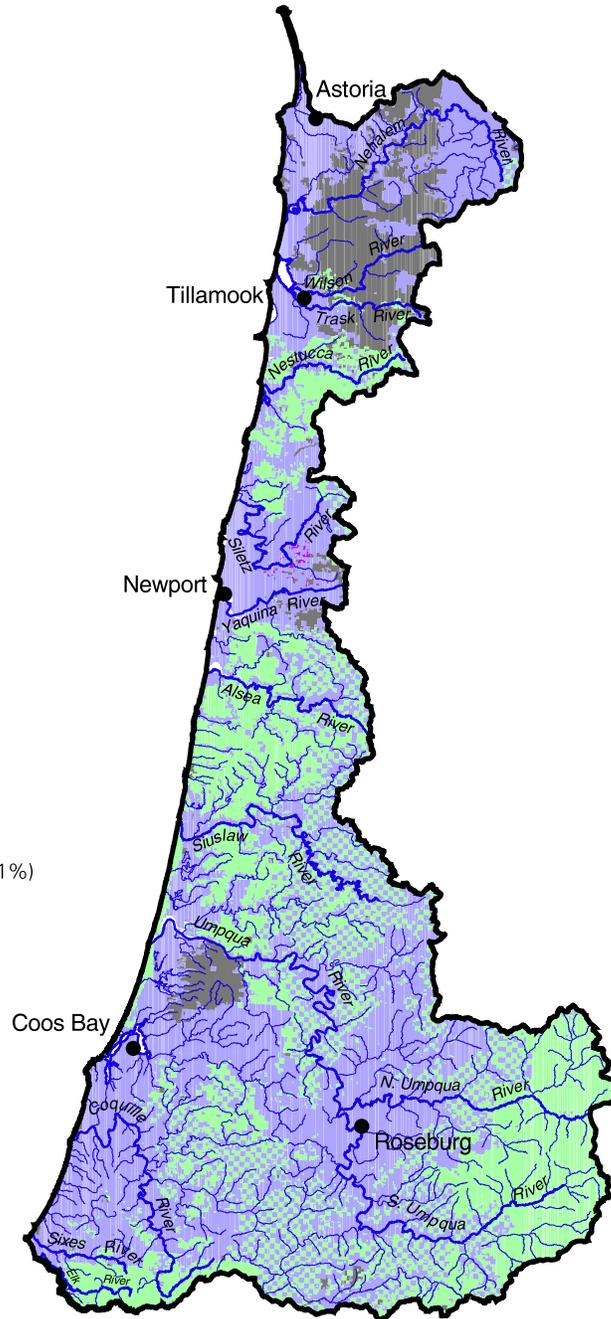 Astoria
Nehalem
River
River
Wilson
Tillamook
Trask River
Nestucca
River
River
Siletz
Newport
Yaquina River
Alsea
River
Siuslaw
River
1%)
Umpqua
River
Coos Bay
N. Umpqua
River
Coquille
Roseburg
River
River
S. Umpqua
Sixes River
Elk River